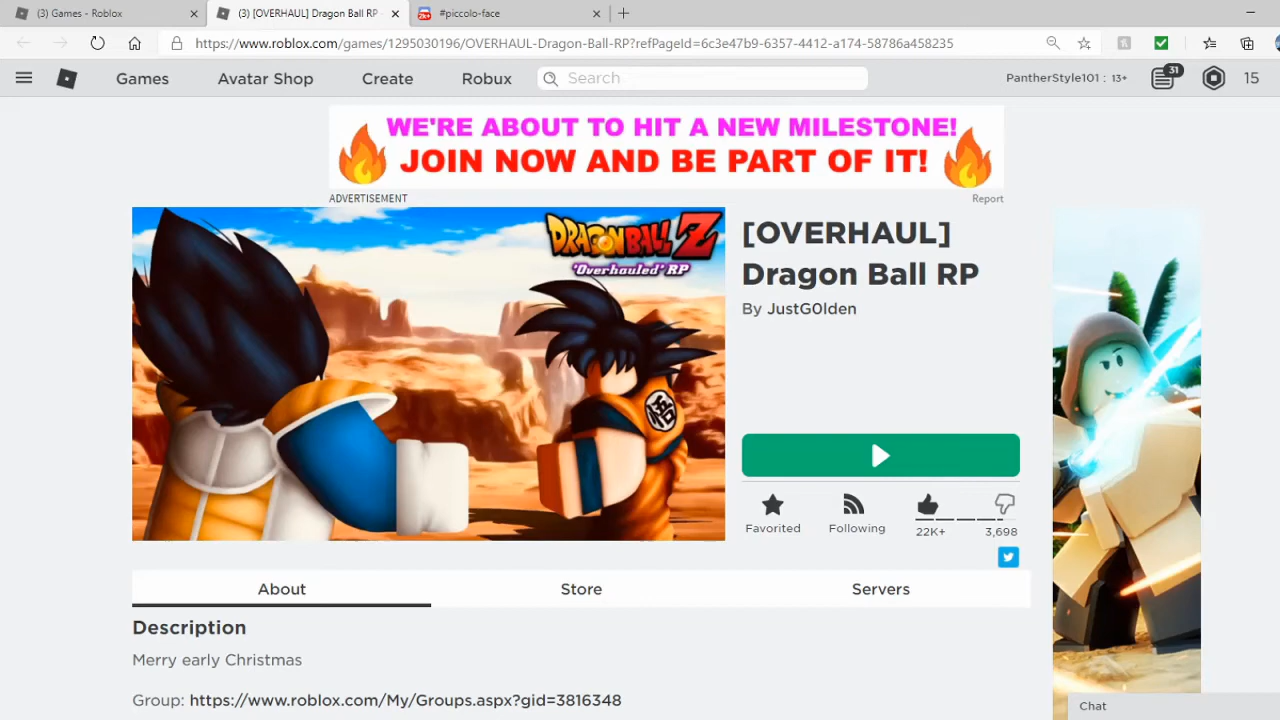 (3) Games - Roblox
(3) [OVERHAUL] Dragon Ball RP -
2k+
#piccolo-face
https://www.roblox.com/games/1295030196/OVERHAUL-Dragon-Ball-RP?refPageId=6c3e47b9-6357-4412-a174-58786a458235
Games
Avatar Shop
Create
Robux
Search
PantherStyle101 : 13+
31
15
WE'RE ABOUT TO HIT A NEW MILESTONE!
JOIN NOW AND BE PART OF IT!
ADVERTISEMENT
Report
DRAGONBALL Z
'Overhauled' RP
悟
[OVERHAUL]
Dragon Ball RP
By JustG0lden
Favorited
Following
22K+
3,698
About
Store
Servers
Description
Merry early Christmas
Group: https://www.roblox.com/My/Groups.aspx?gid=3816348
Chat